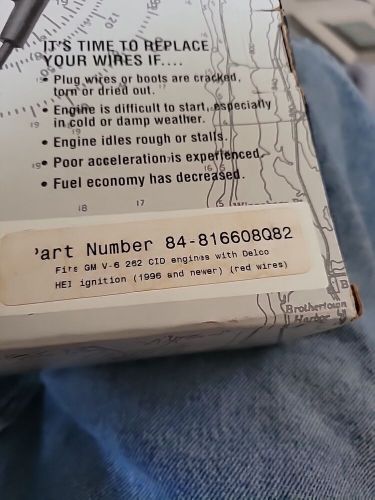 IT'S TIME TO REPLACE
YOUR WIRES IF....
• Plug wires or boots are cracked,
torn or dried out.
• Engine is difficult to start, especially
in cold or damp weather.
• Engine idles rough or stalls.
• Poor acceleration is experienced.
• Fuel economy has decreased.
18
17
'art Number 84-816608Q82
Fits GM V-6 262 CID engines with Delco
HEI ignition (1996 and newer) (red wires)
B
Brothertown
Harbor